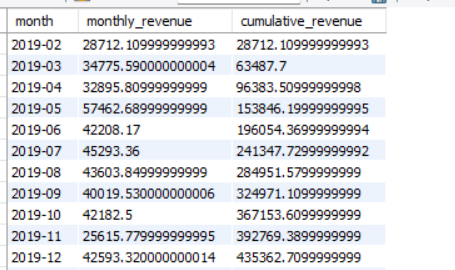 month monthly_revenue cumulative_revenue
2019-02 28712.109999999993 28712.109999999993
2019-03 34775.590000000004 63487.7
2019-04 32895.80999999999 96383.50999999998
2019-05 57462.68999999999 153846.19999999995
2019-06 42208.17 196054.36999999994
2019-07 45293.36 241347.72999999992
2019-08 43603.84999999999 284951.5799999999
2019-09 40019.530000000006 324971.1099999999
2019-10 42182.5 367153.6099999999
2019-11 25615.779999999995 392769.3899999999
2019-12 42593.320000000014 435362.7099999999